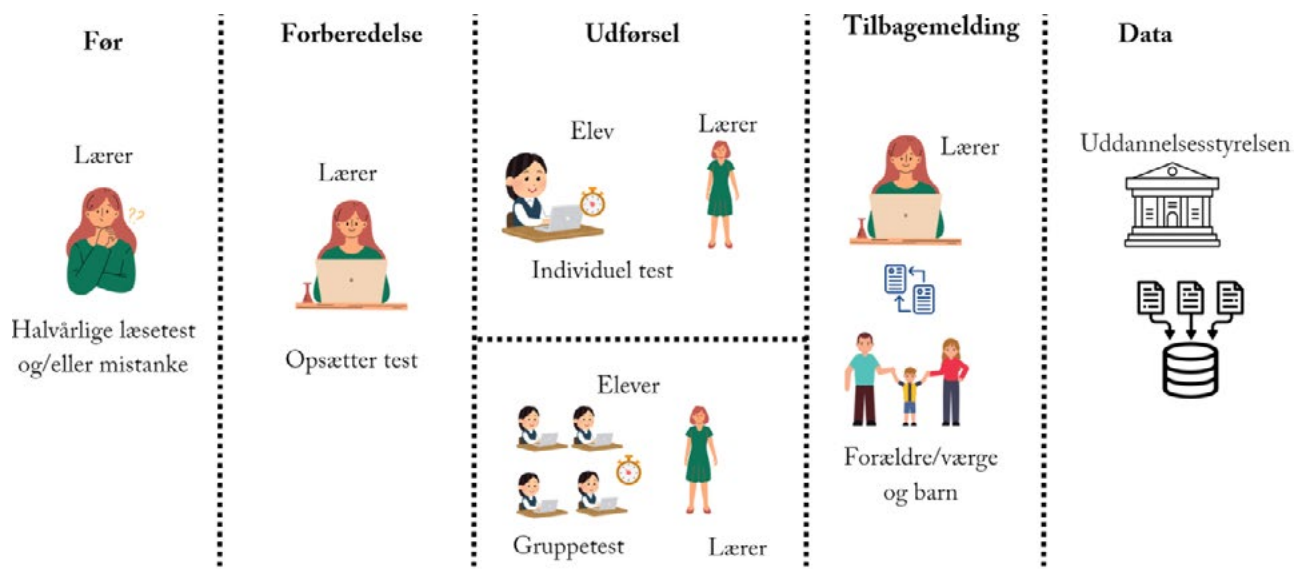 Før
Lærer
??
Halvårlige læsetest
og/eller mistanke
Forberedelse
Lærer
Opsætter test
Udførsel
Elev
Lærer
Individuel test
Elever
Gruppetest
Lærer
Tilbagemelding
Lærer
Forældre/værge
og barn
Data
Uddannelsesstyrelsen